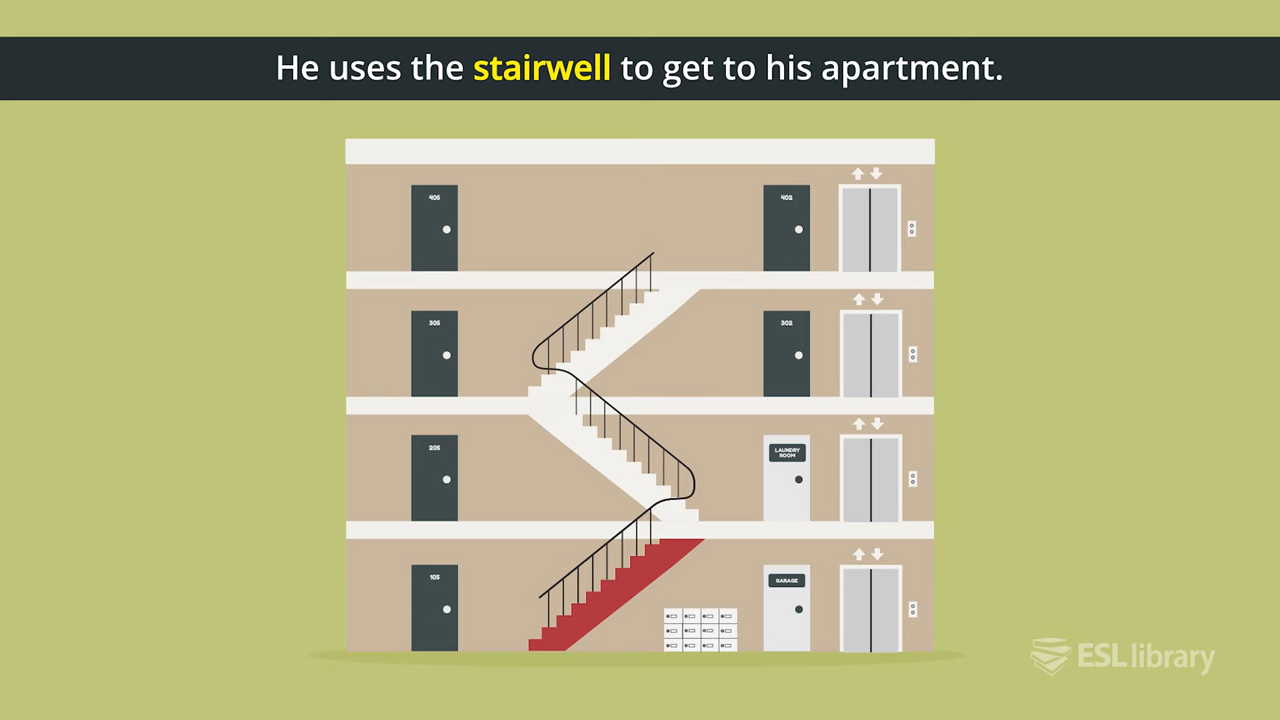 He uses the stairwell to get to his apartment.
405
402
305
302
205
LAUNDRY
ROOM
105
GARAGE
ESL library